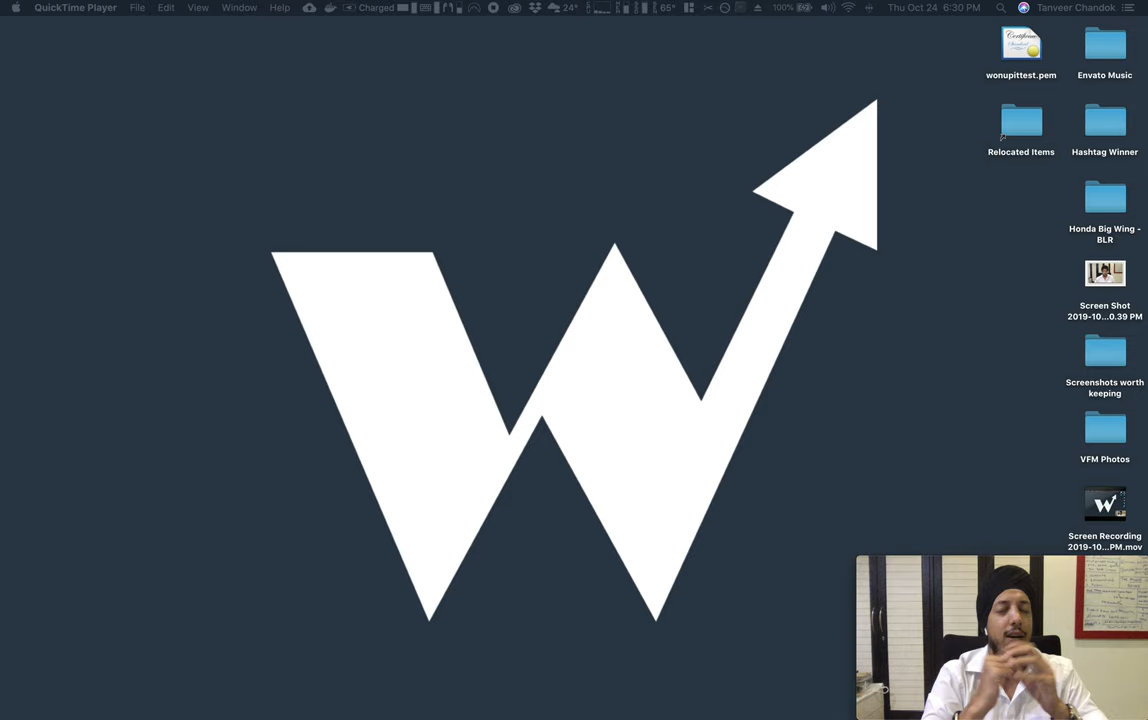 QuickTime Player File Edit View Window Help Charged 24° 65° 100% Thu Oct 24 6:30 PM Tanveer Chandok
wonupittest.pem
Envato Music
Relocated Items
Hashtag Winner
Honda Big Wing -
BLR
Screen Shot
2019-10...0.39 PM
Screenshots worth
keeping
VFM Photos
Screen Recording
2019-10...PM.mov